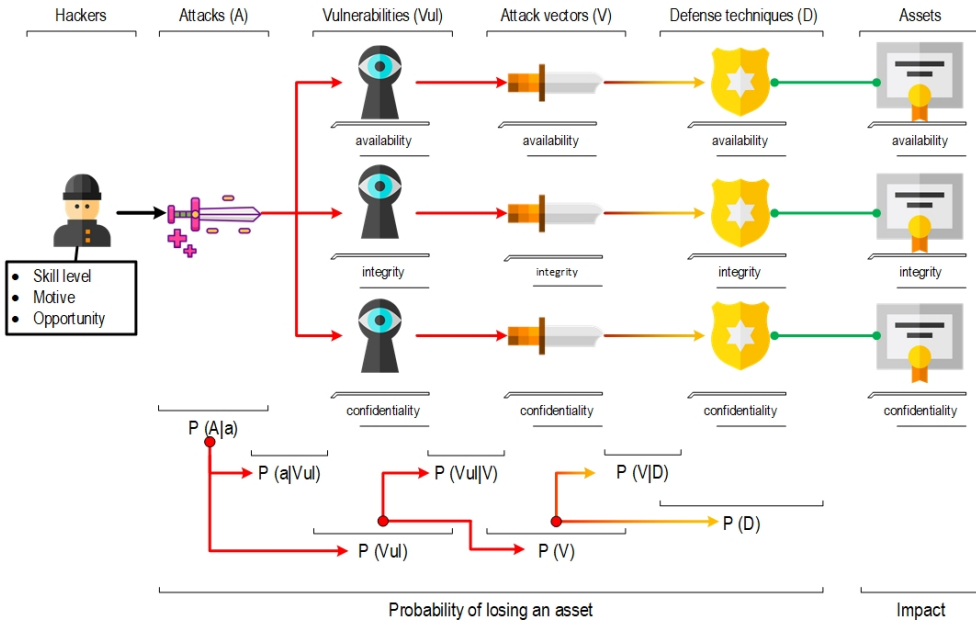 Hackers
Attacks (A)
Vulnerabilities (Vul)
Attack vectors (V)
Defense techniques (D)
Assets
availability
availability
availability
availability
integrity
integrity
integrity
integrity
• Skill level
• Motive
• Opportunity
confidentiality
confidentiality
confidentiality
confidentiality
P (A|a)
P (a|Vul)
P (Vul|V)
P (V|D)
P (Vul)
P (V)
P (D)
Probability of losing an asset
Impact